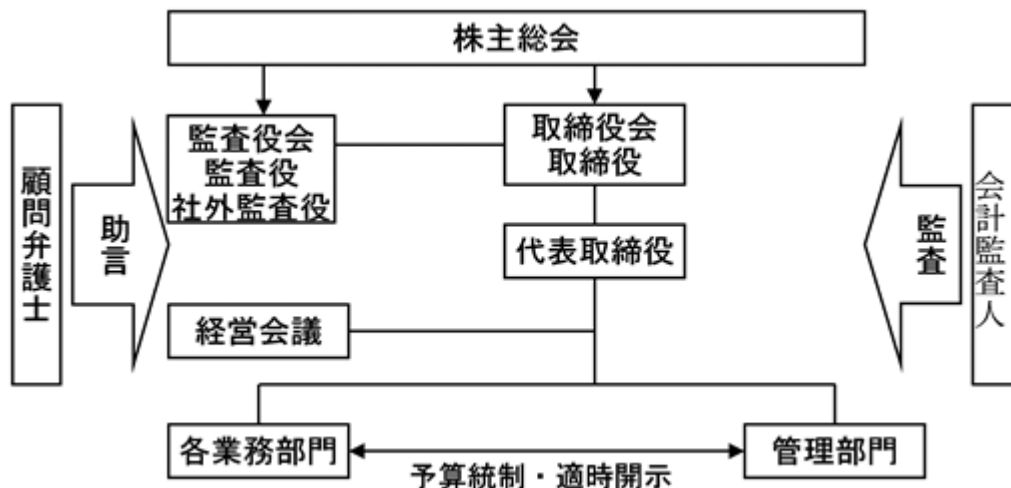 株主総会
監査役会
監査役
社外監査役
取締役会
取締役
顧問弁護士
助言
代表取締役
監査
会計監査人
経営会議
各業務部門
管理部門
予算統制・適時開示